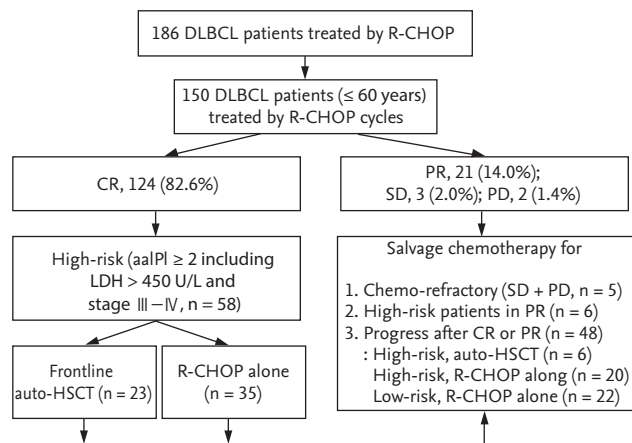 186 DLBCL patients treated by R-CHOP
150 DLBCL patients (≤ 60 years)
treated by R-CHOP cycles
CR, 124 (82.6%)
PR, 21 (14.0%);
SD, 3 (2.0%); PD, 2 (1.4%)
High-risk (aaIPI ≥ 2 including
LDH > 450 U/L and
stage Ⅲ−Ⅳ, n = 58)
Frontline
auto-HSCT (n = 23)
R-CHOP alone
(n = 35)
Salvage chemotherapy for
1. Chemo-refractory (SD + PD, n = 5)
2. High-risk patients in PR (n = 6)
3. Progress after CR or PR (n = 48)
: High-risk, auto-HSCT (n = 6)
High-risk, R-CHOP along (n = 20)
Low-risk, R-CHOP alone (n = 22)